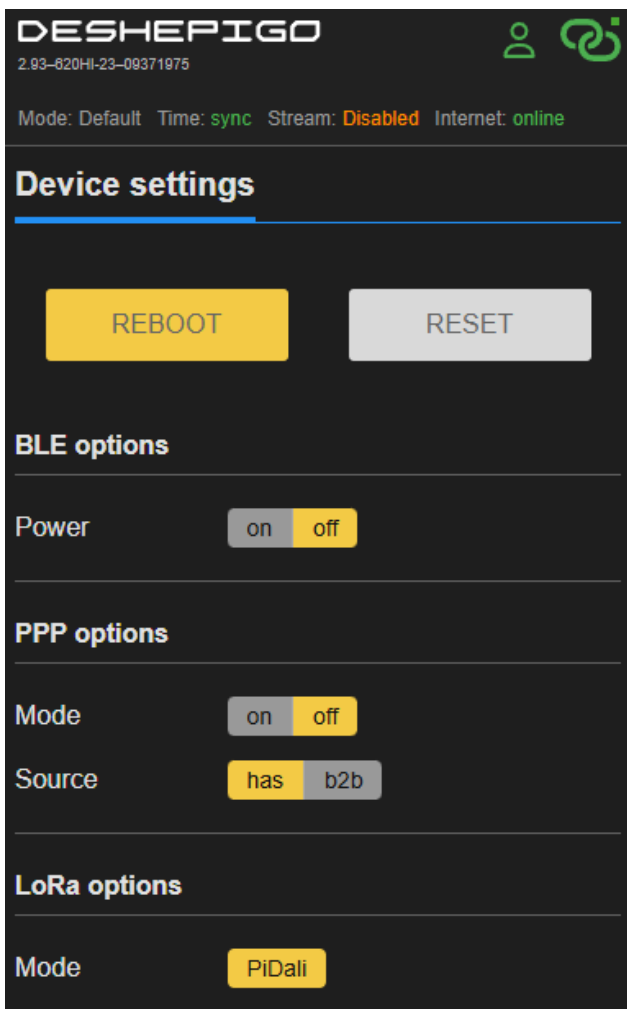 DESHEPIGO
2.93–620HI-23–09371975
Mode: Default Time: sync Stream: Disabled Internet: online
Device settings
REBOOT RESET
BLE options
Power on off
PPP options
Mode on off
Source has b2b
LoRa options
Mode PiDali